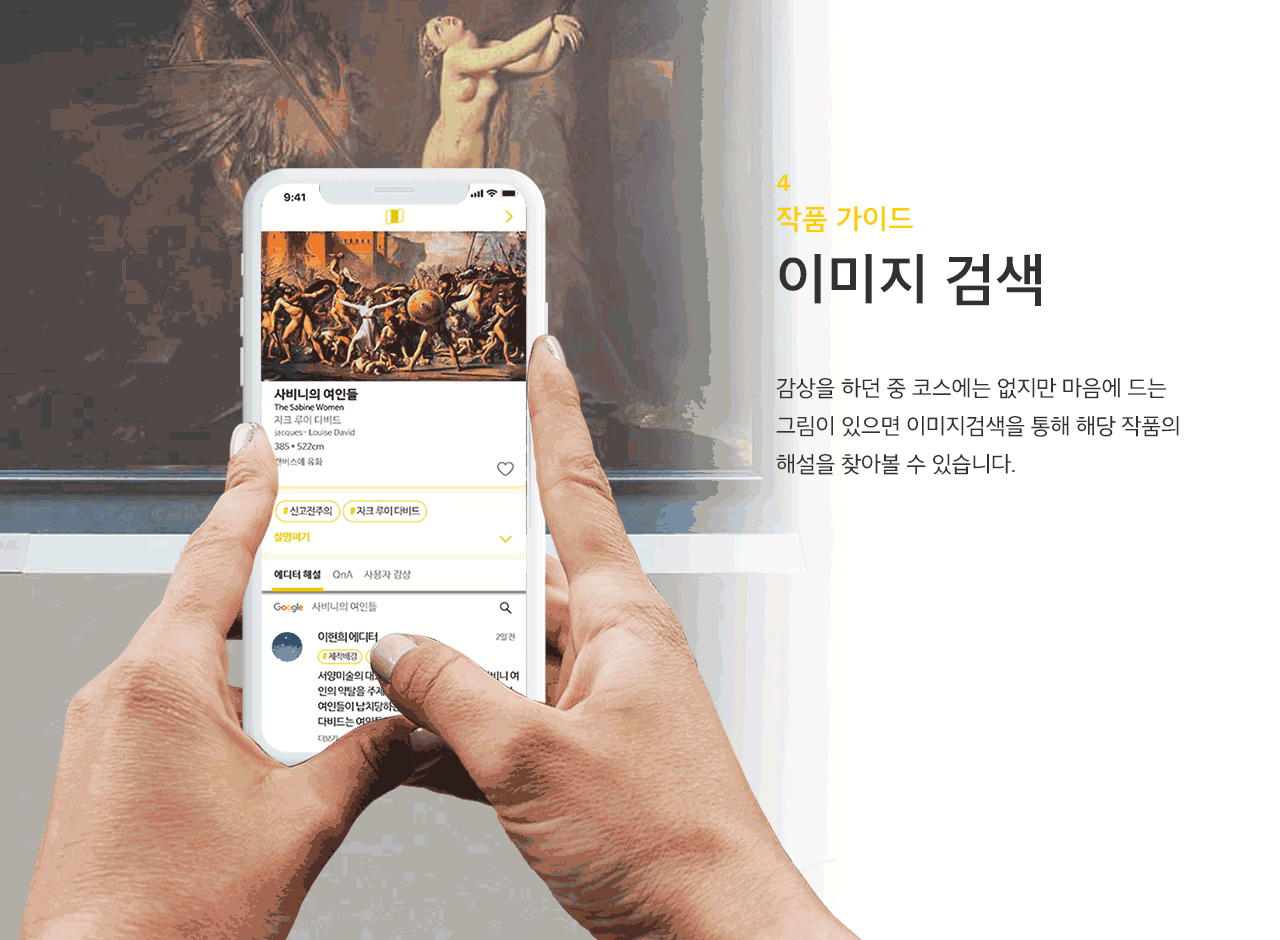 4
작품 가이드
이미지 검색
감상을 하던 중 코스에는 없지만 마음에 드는
그림이 있으면 이미지검색을 통해 해당 작품의
해설을 찾아볼 수 있습니다.
9:41
사비니의 여인들
The Sabine Women
자크 루이 다비드
jacques- Louise David
385 * 522cm
캔버스에 유화
#신고전주의 #자크 루이 다비드
설명펴기
에디터 해설 QnA 사용자 감상
Google 사비니의 여인들
이현희 에디터 2일 전
#제작배경
서양미술의 대 비니 여
인의 약탈을 주제
여인들이 납치당하
다비드는
더보기